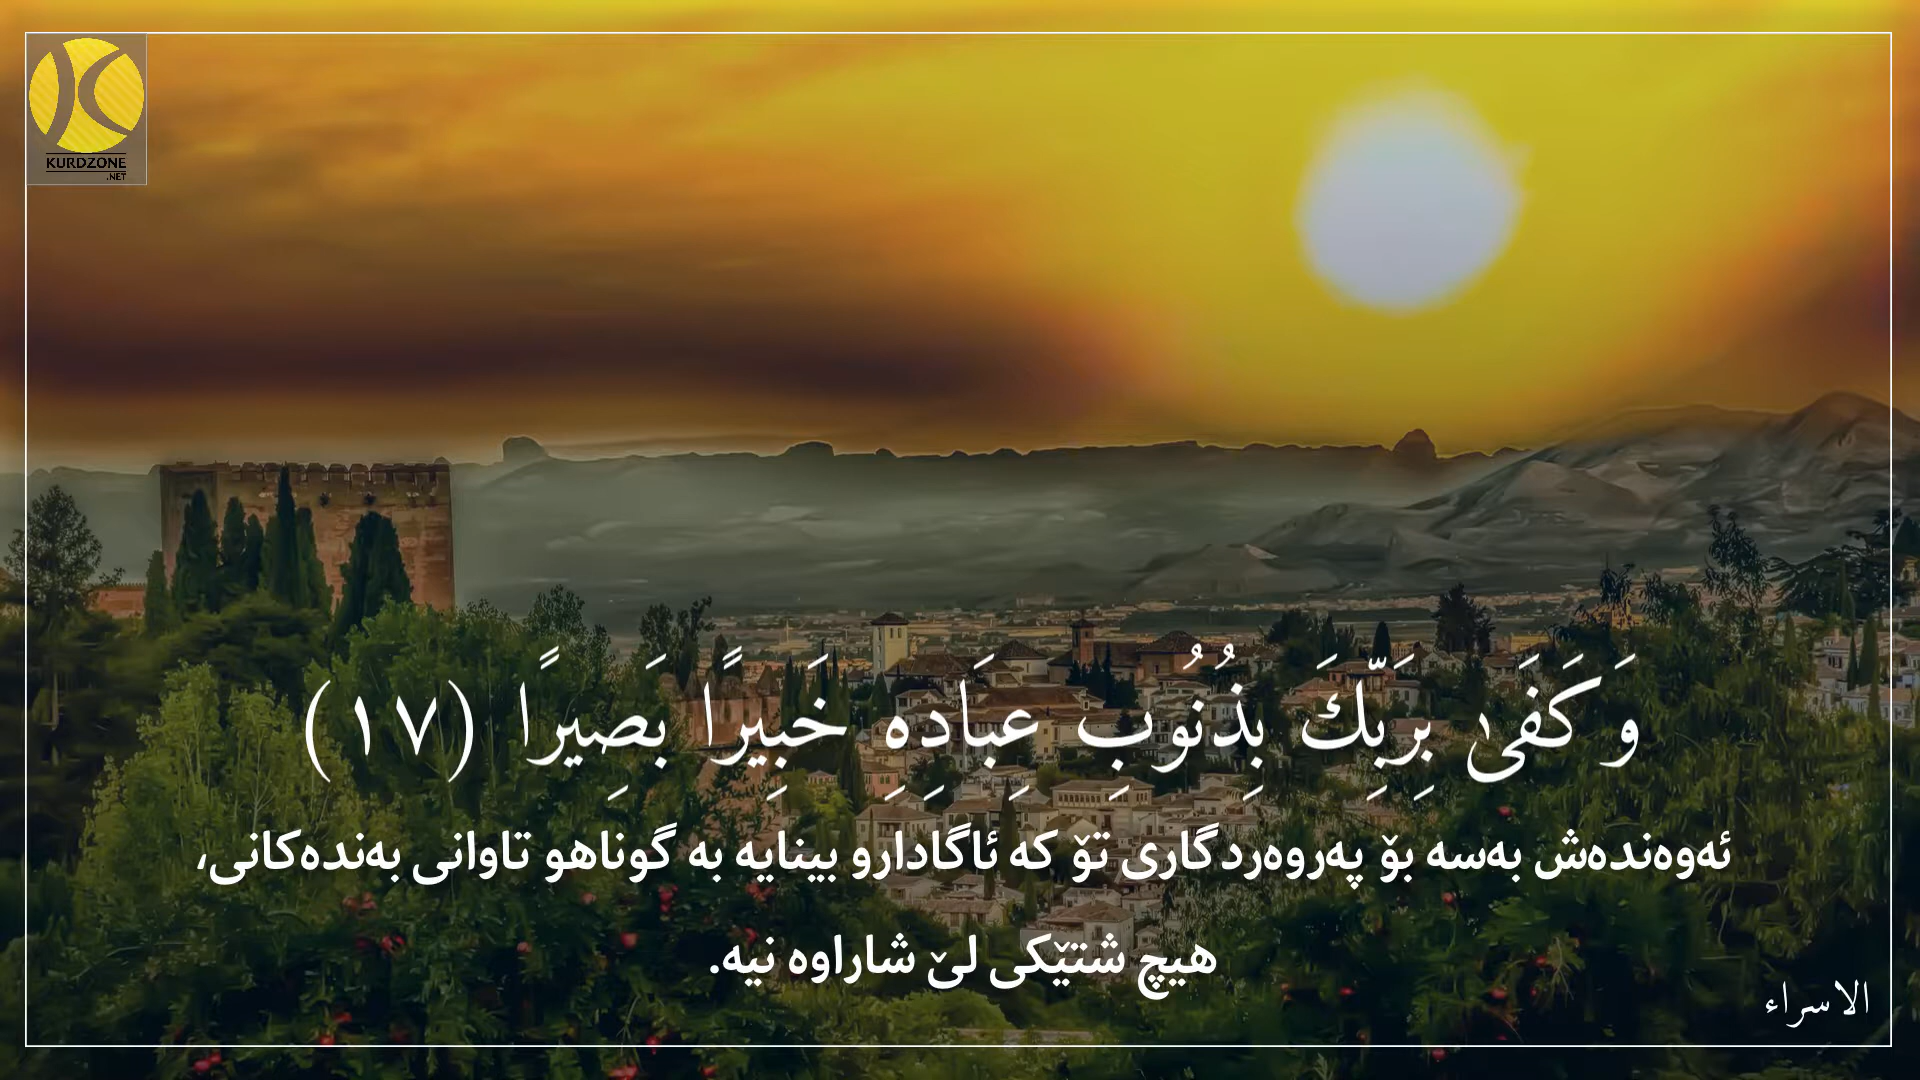 KURDZONE
.NET
وَ كَفَىٰ بِرَبِّكَ بِذُنُوبِ عِبَادِهِ خَبِيرًا بَصِيرًا (١٧)
ئەوەندەش بەسە بۆ پەروەردگاری تۆ کە ئاگادارو بینایە بە گوناهو تاوانی بەندەکانی،
هیچ شتێکی لێ شاراوە نیە.
الاسراء